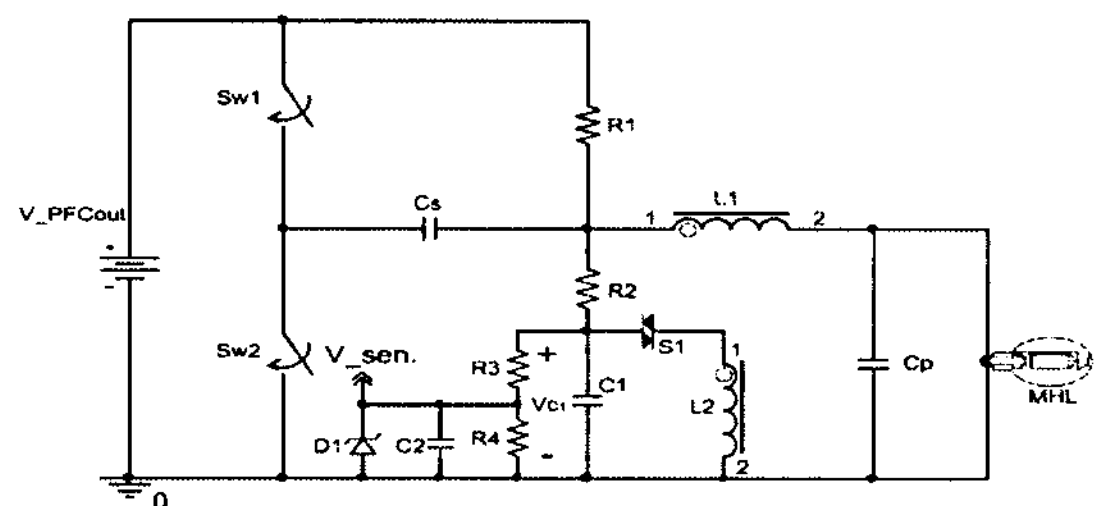 Sw1
R1
V_PFCout
+
-
Cs
1
L1
2
R2
Sw2
V_sen.
R3
+
S1
1
C1
Vc1
L2
Cp
MHL
D1
C2
R4
-
2
0